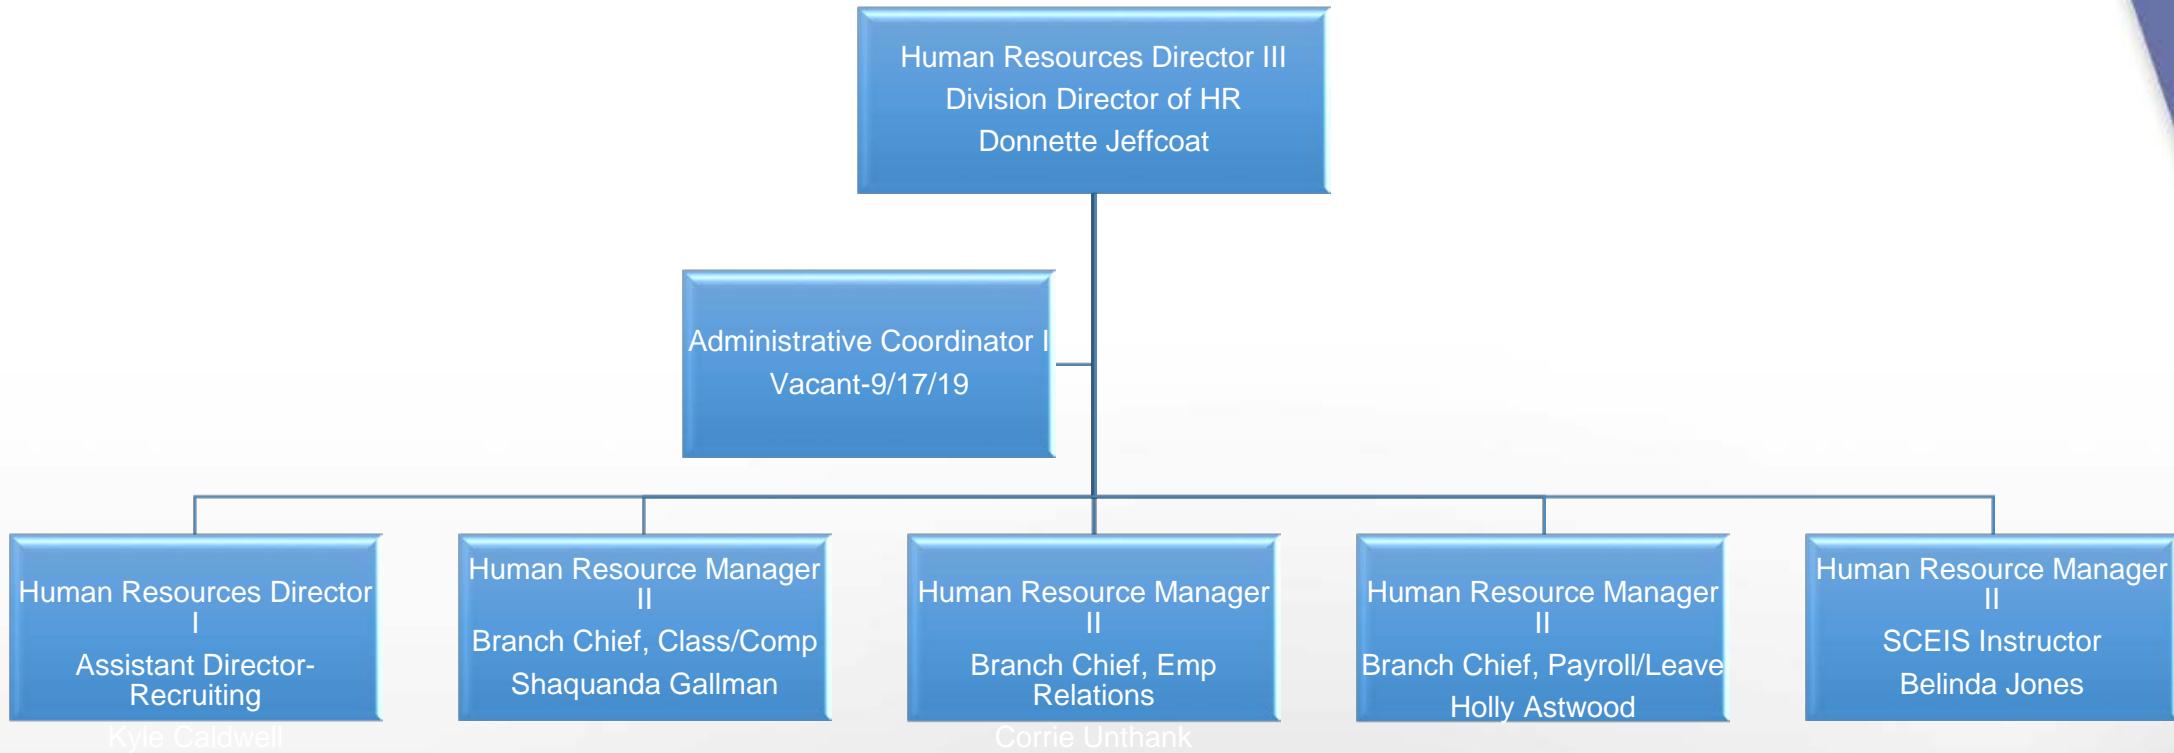 Human Resources Director III
Division Director of HR
Donnette Jeffcoat
Administrative Coordinator I
Vacant-9/17/19
Human Resources Director
I
Assistant Director-
Recruiting
Kyle Caldwell
Human Resource Manager
II
Branch Chief, Class/Comp
Shaquanda Gallman
Human Resource Manager
II
Branch Chief, Emp
Relations
Corrie Unthank
Human Resource Manager
II
Branch Chief, Payroll/Leave
Holly Astwood
Human Resource Manager
II
SCEIS Instructor
Belinda Jones